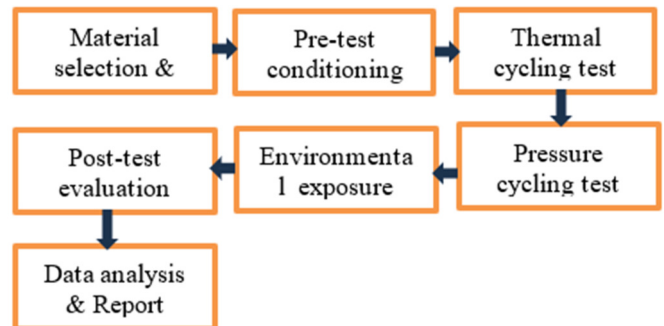 Material
selection &
Pre-test
conditioning
Thermal
cycling test
Pressure
cycling test
Environmenta
l exposure
Post-test
evaluation
Data analysis
& Report